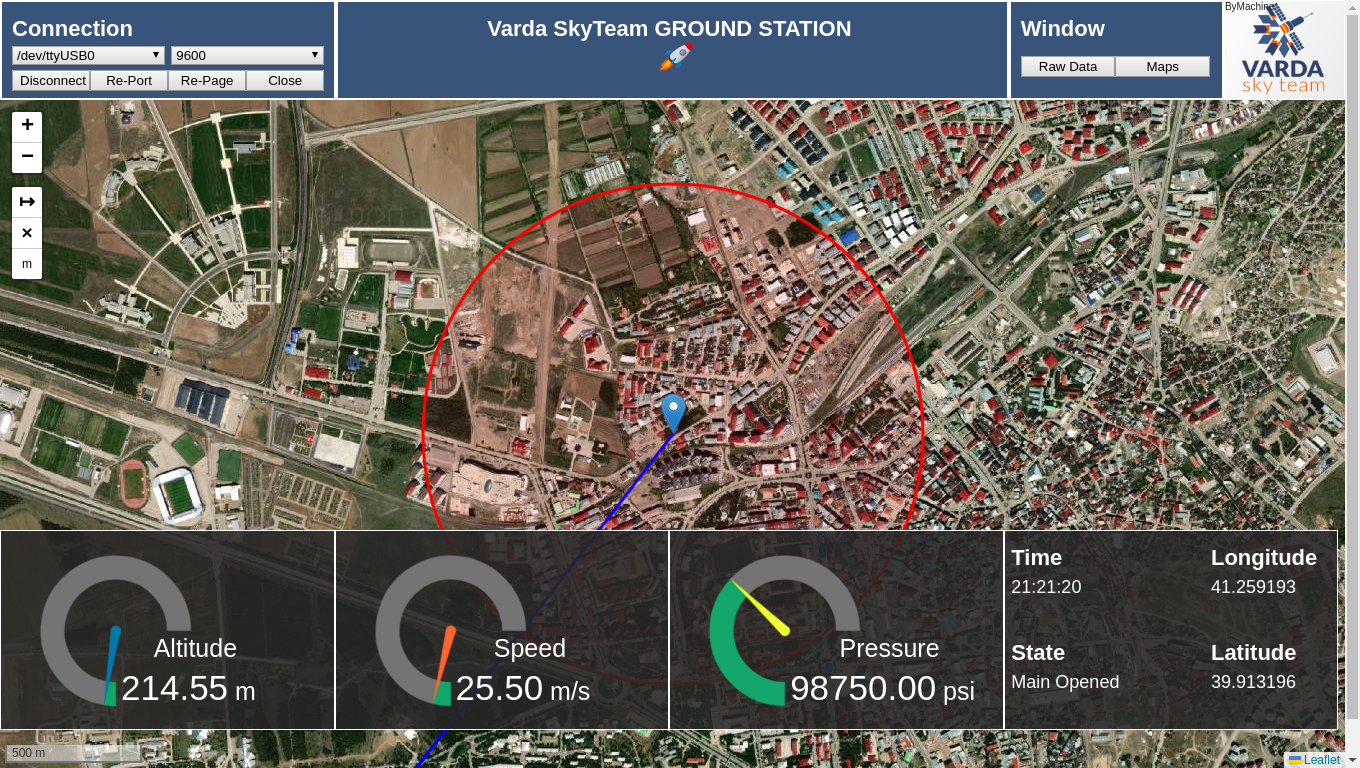 Connection
/dev/ttyUSB0 9600
Disconnect Re-Port Re-Page Close
Varda SkyTeam GROUND STATION
Window
Raw Data Maps
ByMachine
VARDA
sky team
+
−
↦
×
m
Altitude
214.55 m
Speed
25.50 m/s
Pressure
98750.00 psi
Time
21:21:20
Longitude
41.259193
State
Main Opened
Latitude
39.913196
500 m
Leaflet